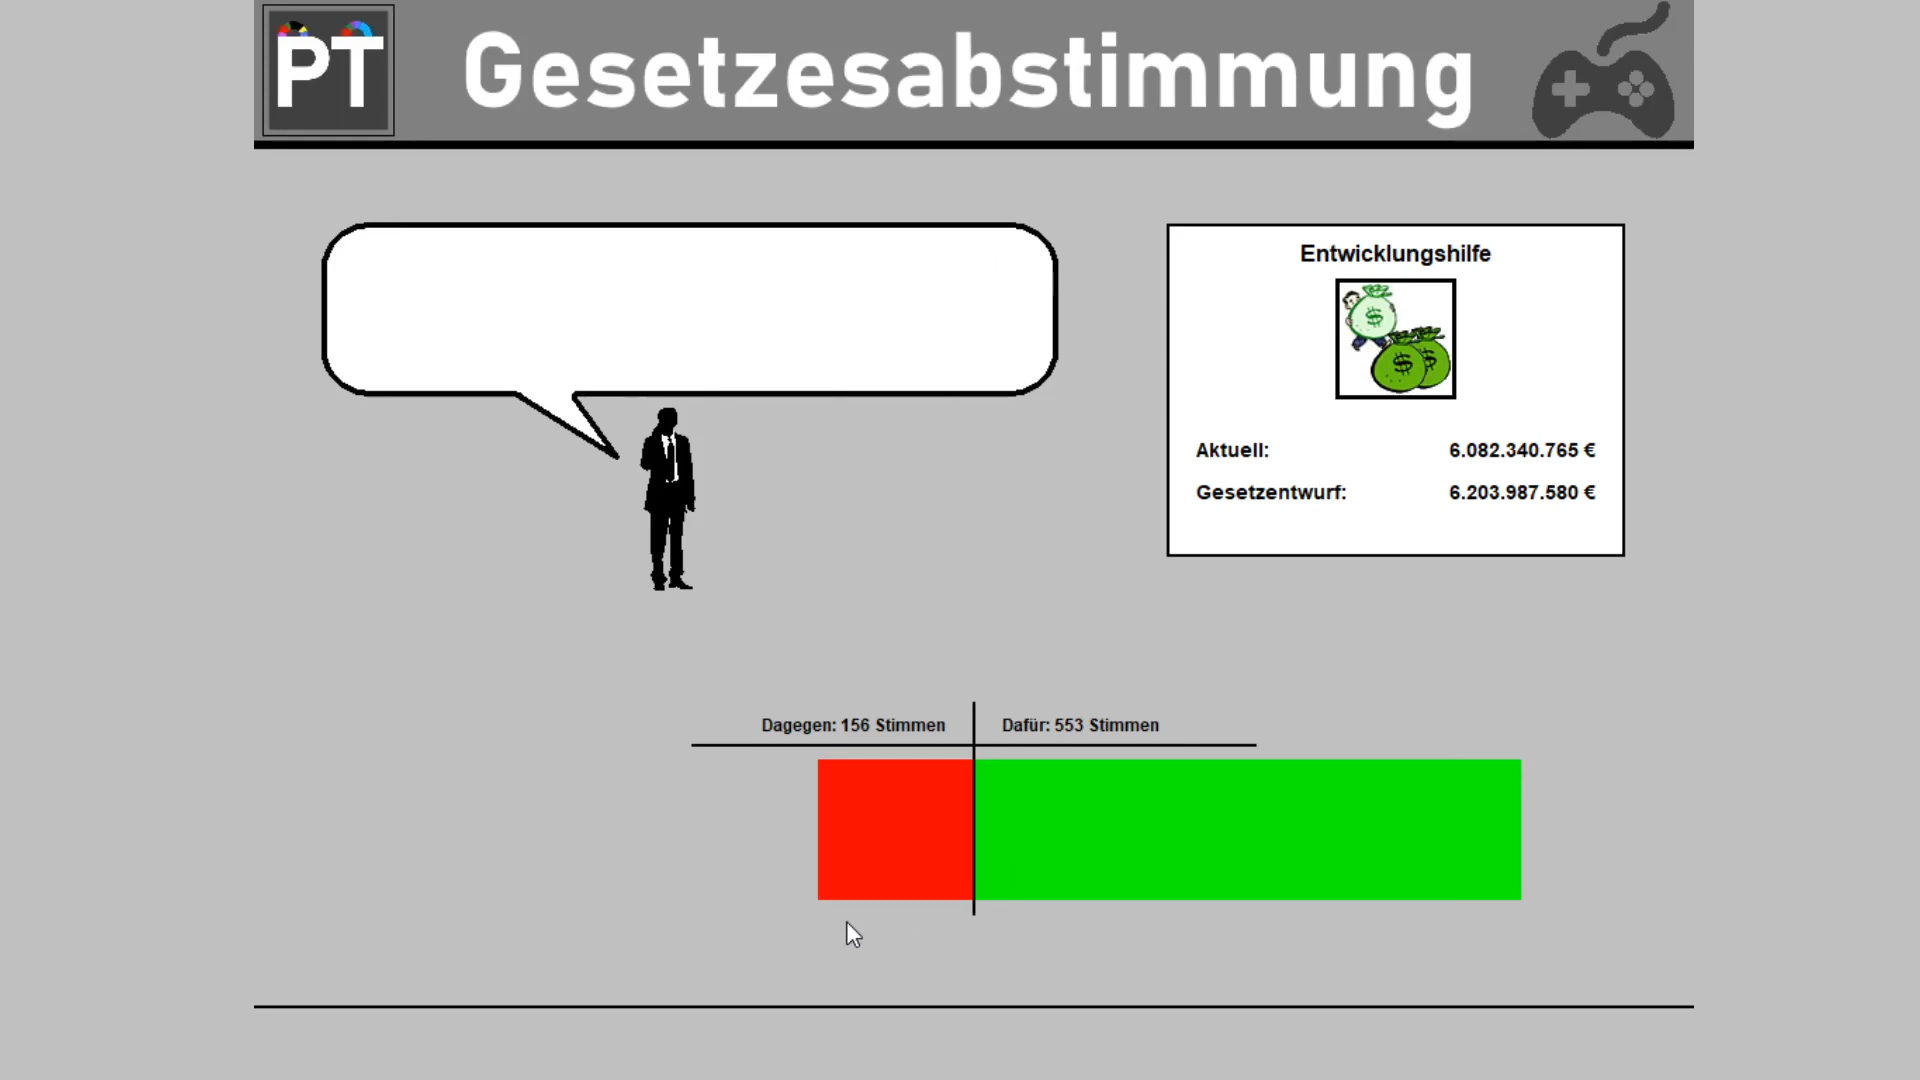 PT Gesetzesabstimmung
Entwicklungshilfe
$
$ $
Aktuell: 6.082.340.765 €
Gesetzentwurf: 6.203.987.580 €
Dagegen: 156 Stimmen Dafür: 553 Stimmen